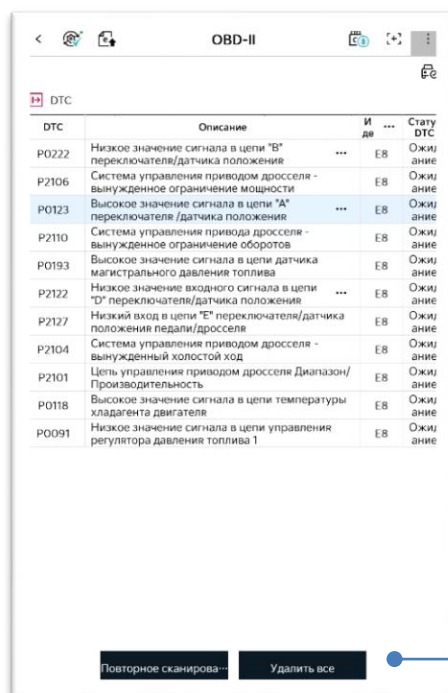 OBD-II
DTC
DTC Описание И де ... Стату DTC
P0222 Низкое значение сигнала в цепи "B" переключателя/датчика положения ... E8 Ожид ание
P2106 Система управления приводом дросселя - вынужденное ограничение мощности E8 Ожид ание
P0123 Высокое значение сигнала в цепи "A" переключателя /датчика положения ... E8 Ожид ание
P2110 Система управления привода дросселя - вынужденное ограничение оборотов E8 Ожид ание
P0193 Высокое значение сигнала в цепи датчика магистрального давления топлива E8 Ожид ание
P2122 Низкое значение входного сигнала в цепи "D" переключателя/датчика положения ... E8 Ожид ание
P2127 Низкий вход в цепи "E" переключателя/датчика положения педали/дросселя E8 Ожид ание
P2104 Система управления приводом дросселя - вынужденный холостой ход E8 Ожид ание
P2101 Цепь управления приводом дросселя Диапазон/ Производительность E8 Ожид ание
P0118 Высокое значение сигнала в цепи температуры хладагента двигателя E8 Ожид ание
P0091 Низкое значение сигнала в цепи управления регулятора давления топлива 1 E8 Ожид ание
Повторное сканирова... Удалить все